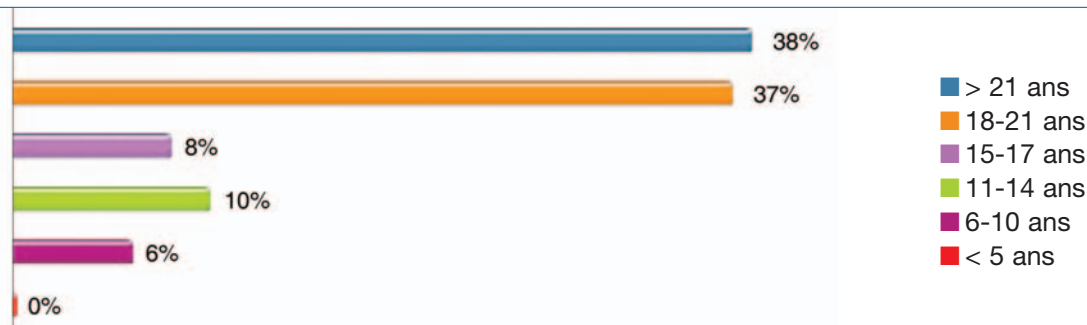 38%
37%
8%
10%
6%
0%
> 21 ans
18-21 ans
15-17 ans
11-14 ans
6-10 ans
< 5 ans